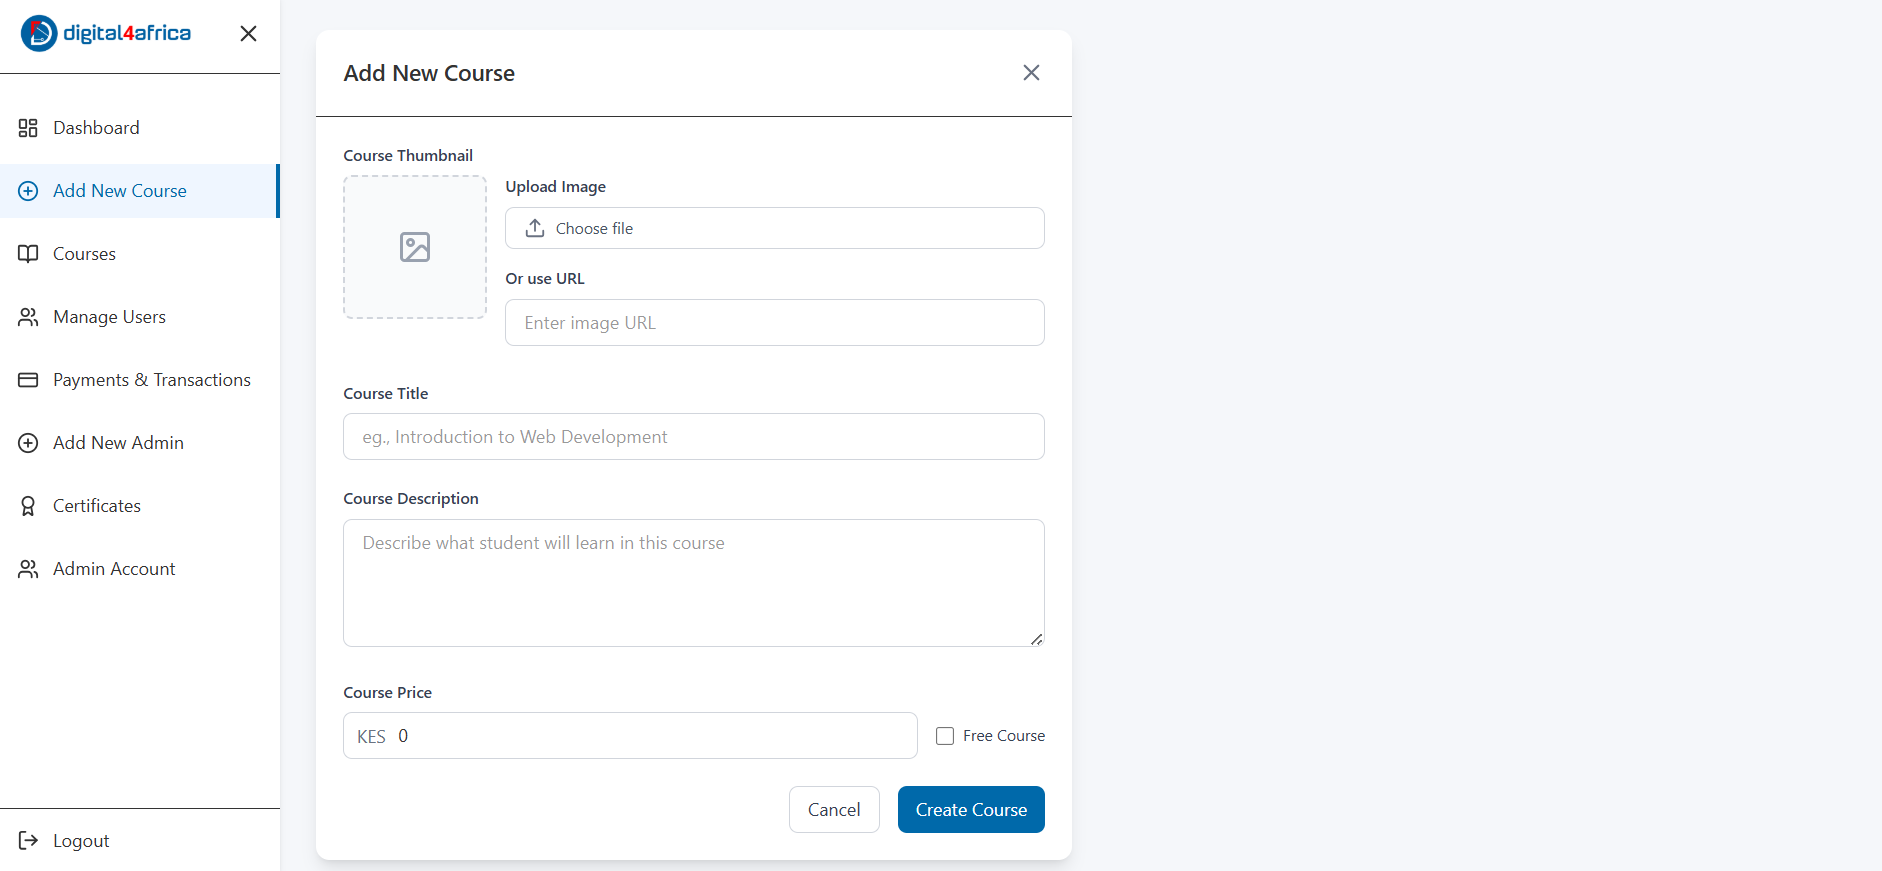 digital4africa
Dashboard
Add New Course
Courses
Manage Users
Payments & Transactions
Add New Admin
Certificates
Admin Account
Logout
Add New Course
Course Thumbnail
Upload Image
Choose file
Or use URL
Enter image URL
Course Title
eg., Introduction to Web Development
Course Description
Describe what student will learn in this course
Course Price
KES 0
Free Course
Cancel
Create Course